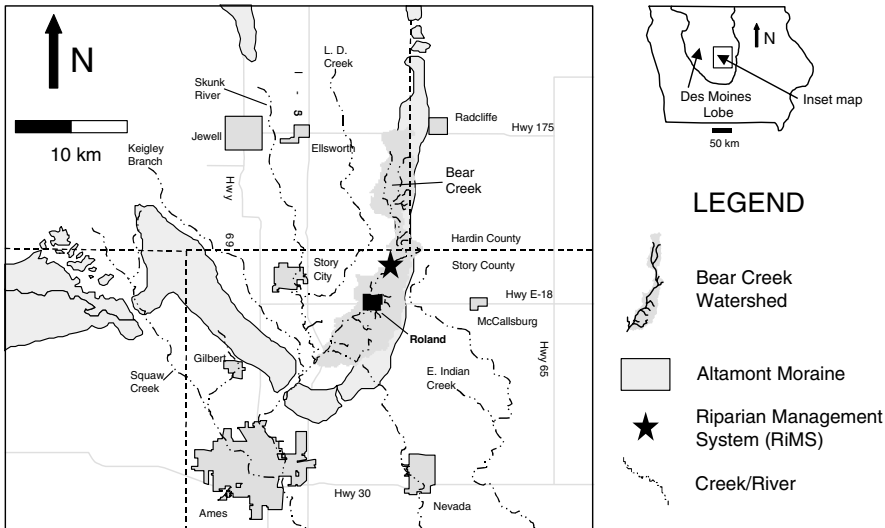 N
10 km
Skunk
River
L. D.
Creek
I - 35
Jewell
Ellsworth
Radcliffe
Hwy 175
Keigley
Branch
Hwy
69
Bear
Creek
Hardin County
Story County
Story
City
Hwy E-18
McCallsburg
Roland
Gilbert
Squaw
Creek
E. Indian
Creek
Hwy 65
Hwy 30
Ames
Nevada
N
Des Moines
Lobe
Inset map
50 km
LEGEND
Bear Creek
Watershed
Altamont Moraine
Riparian Management
System (RiMS)
Creek/River